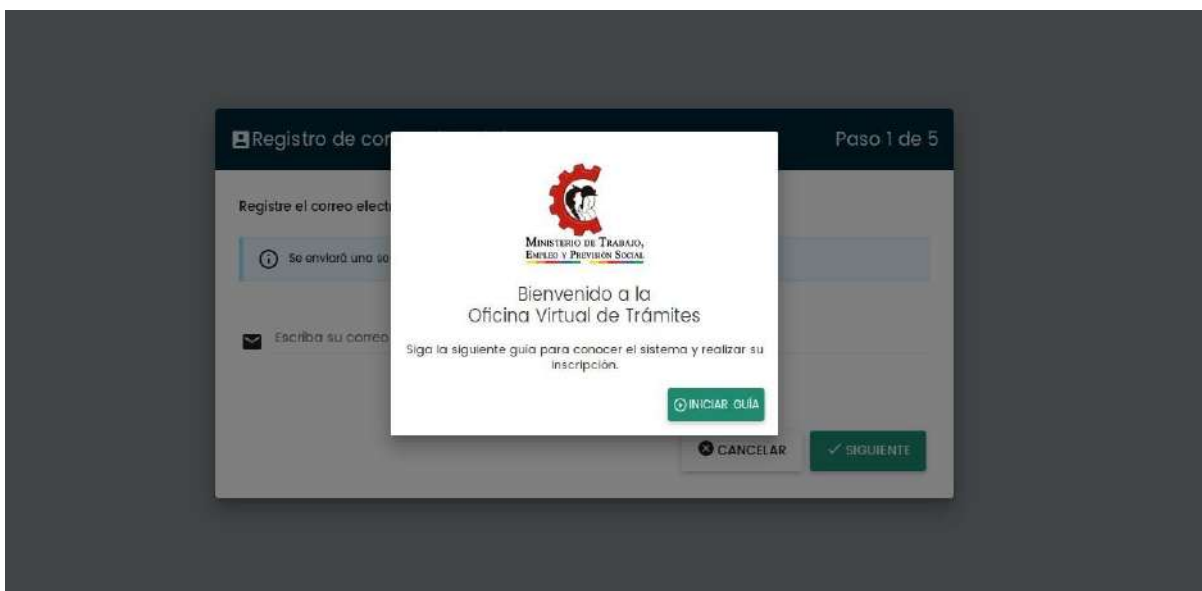 Registro de cor
Paso 1 de 5
Registre el correo elect
Se enviará una so
Escriba su correo
MINISTERIO DE TRABAJO,
EMPLEO Y PREVISIÓN SOCIAL
Bienvenido a la
Oficina Virtual de Trámites
Siga la siguiente guía para conocer el sistema y realizar su
inscripción.
INICIAR GUÍA
CANCELAR
SIGUIENTE